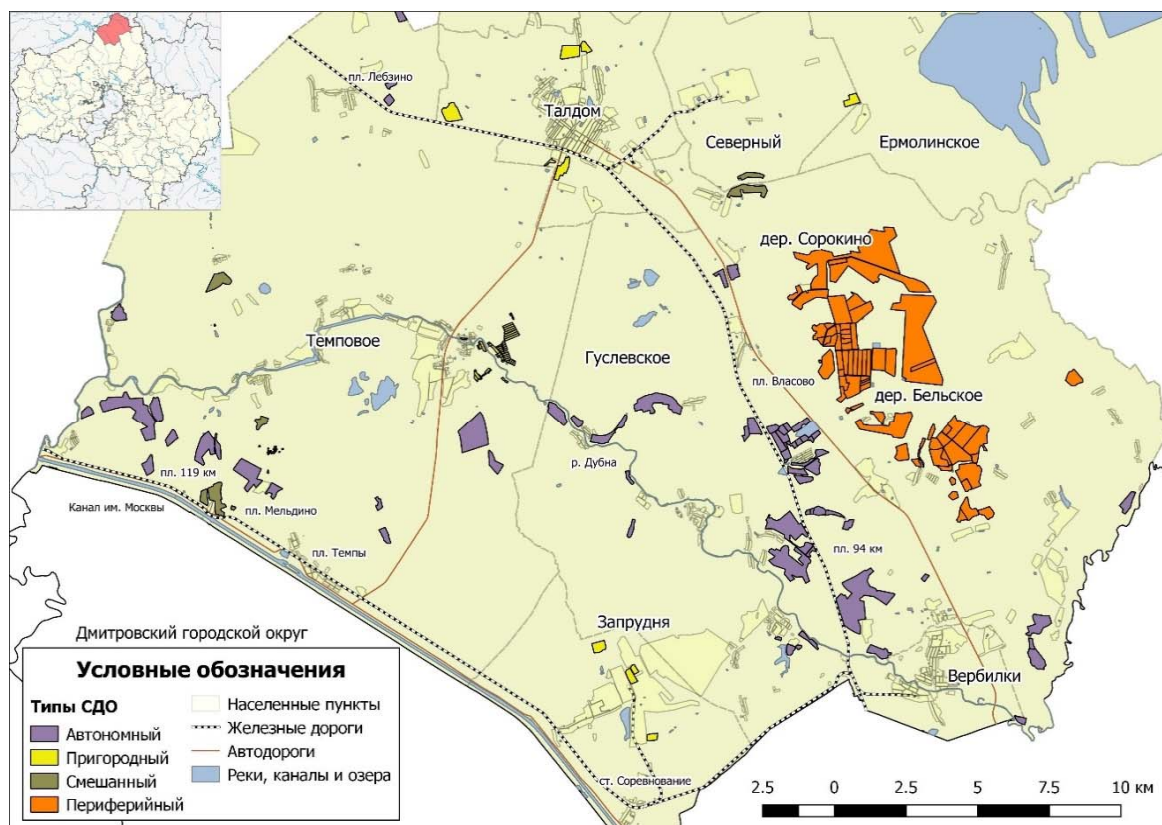 пл. Лебзино
Талдом
Северный
Ермолинское
дер. Сорокино
Темповое
Гуслевское
пл. Власово
дер. Бельское
р. Дубна
пл. 119 км
Канал им. Москвы
пл. Мельдино
пл. Темпы
пл. 94 км
Запрудня
Дмитровский городской округ
Вербилки
ст. Соревнование
Условные обозначения
Типы СДО
Автономный
Пригородный
Смешанный
Периферийный
Населенные пункты
Железные дороги
Автодороги
Реки, каналы и озера
2.5 0 2.5 5 7.5 10 км